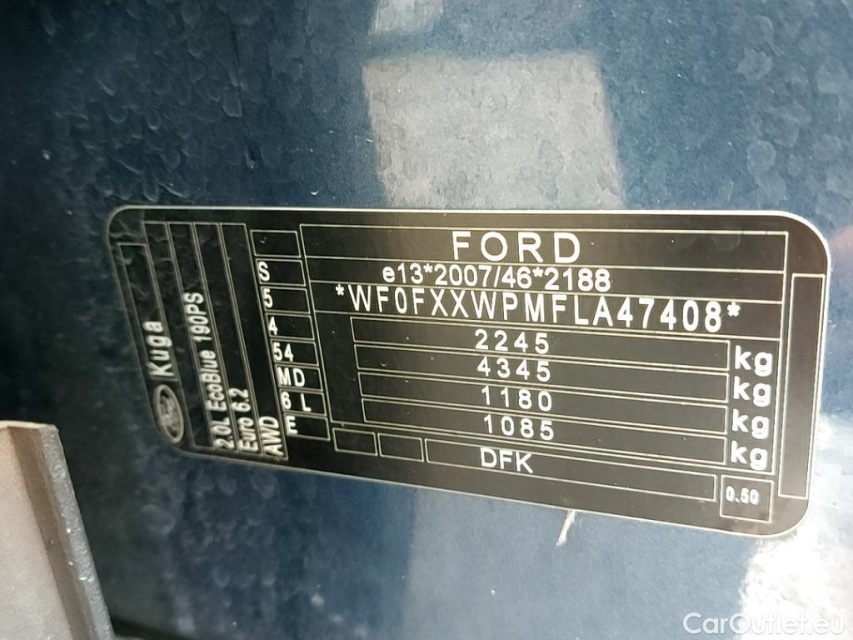 FORD
e13*2007/46*2188
*WF0FXXWPMFLA47408*
2245 kg
4345 kg
1180 kg
1085 kg
DFK
0.50
S
5
4
54
MD
6 L
E
Kuga
2.0L EcoBlue 190PS
Euro 6.2
AWD
Ford
CarOutlet.eu